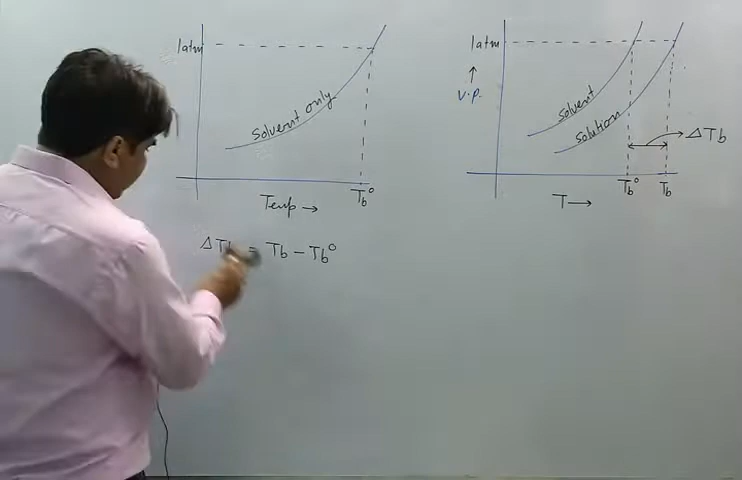 1atm
solvent only
Temp →
Tb°
1atm
↑
V.P.
solvent
solution
ΔTb
Tb° Tb
T →
ΔTb = Tb − Tb°